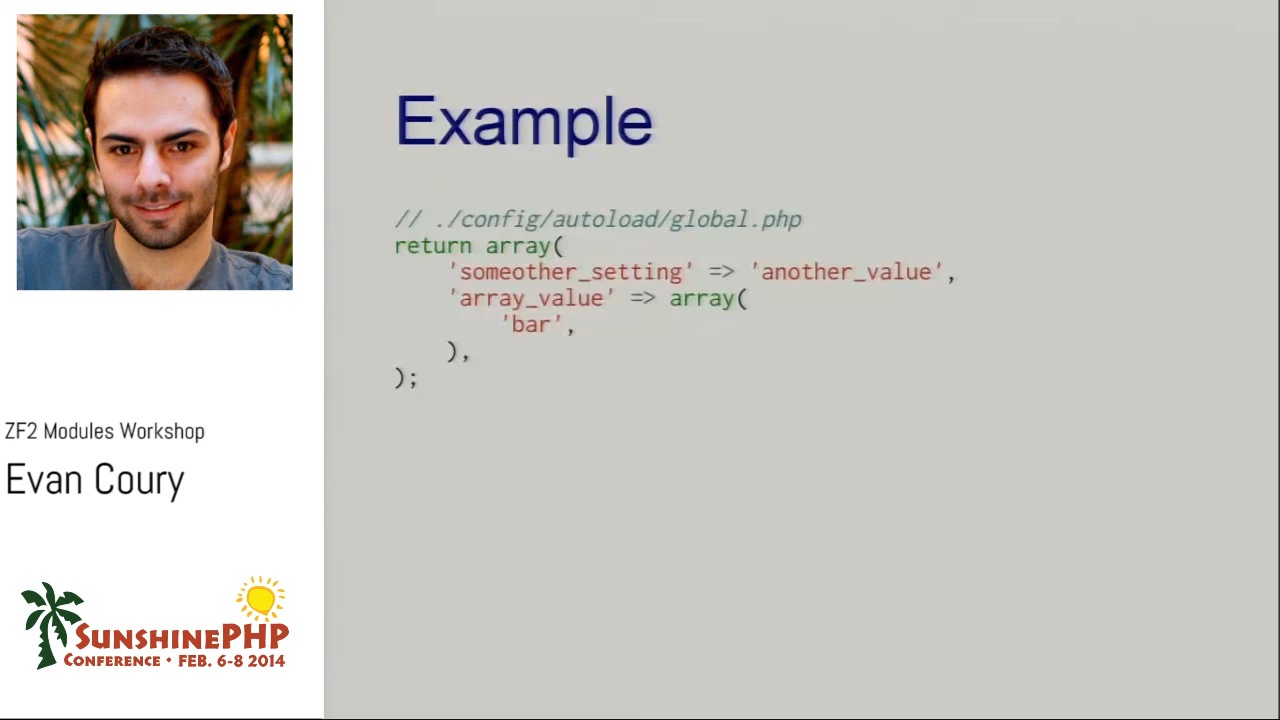 Example
// ./config/autoload/global.php
return array(
    'someother_setting' => 'another_value',
    'array_value' => array(
        'bar',
    ),
);
ZF2 Modules Workshop
Evan Coury
SUNSHINEPHP
CONFERENCE • FEB. 6-8 2014